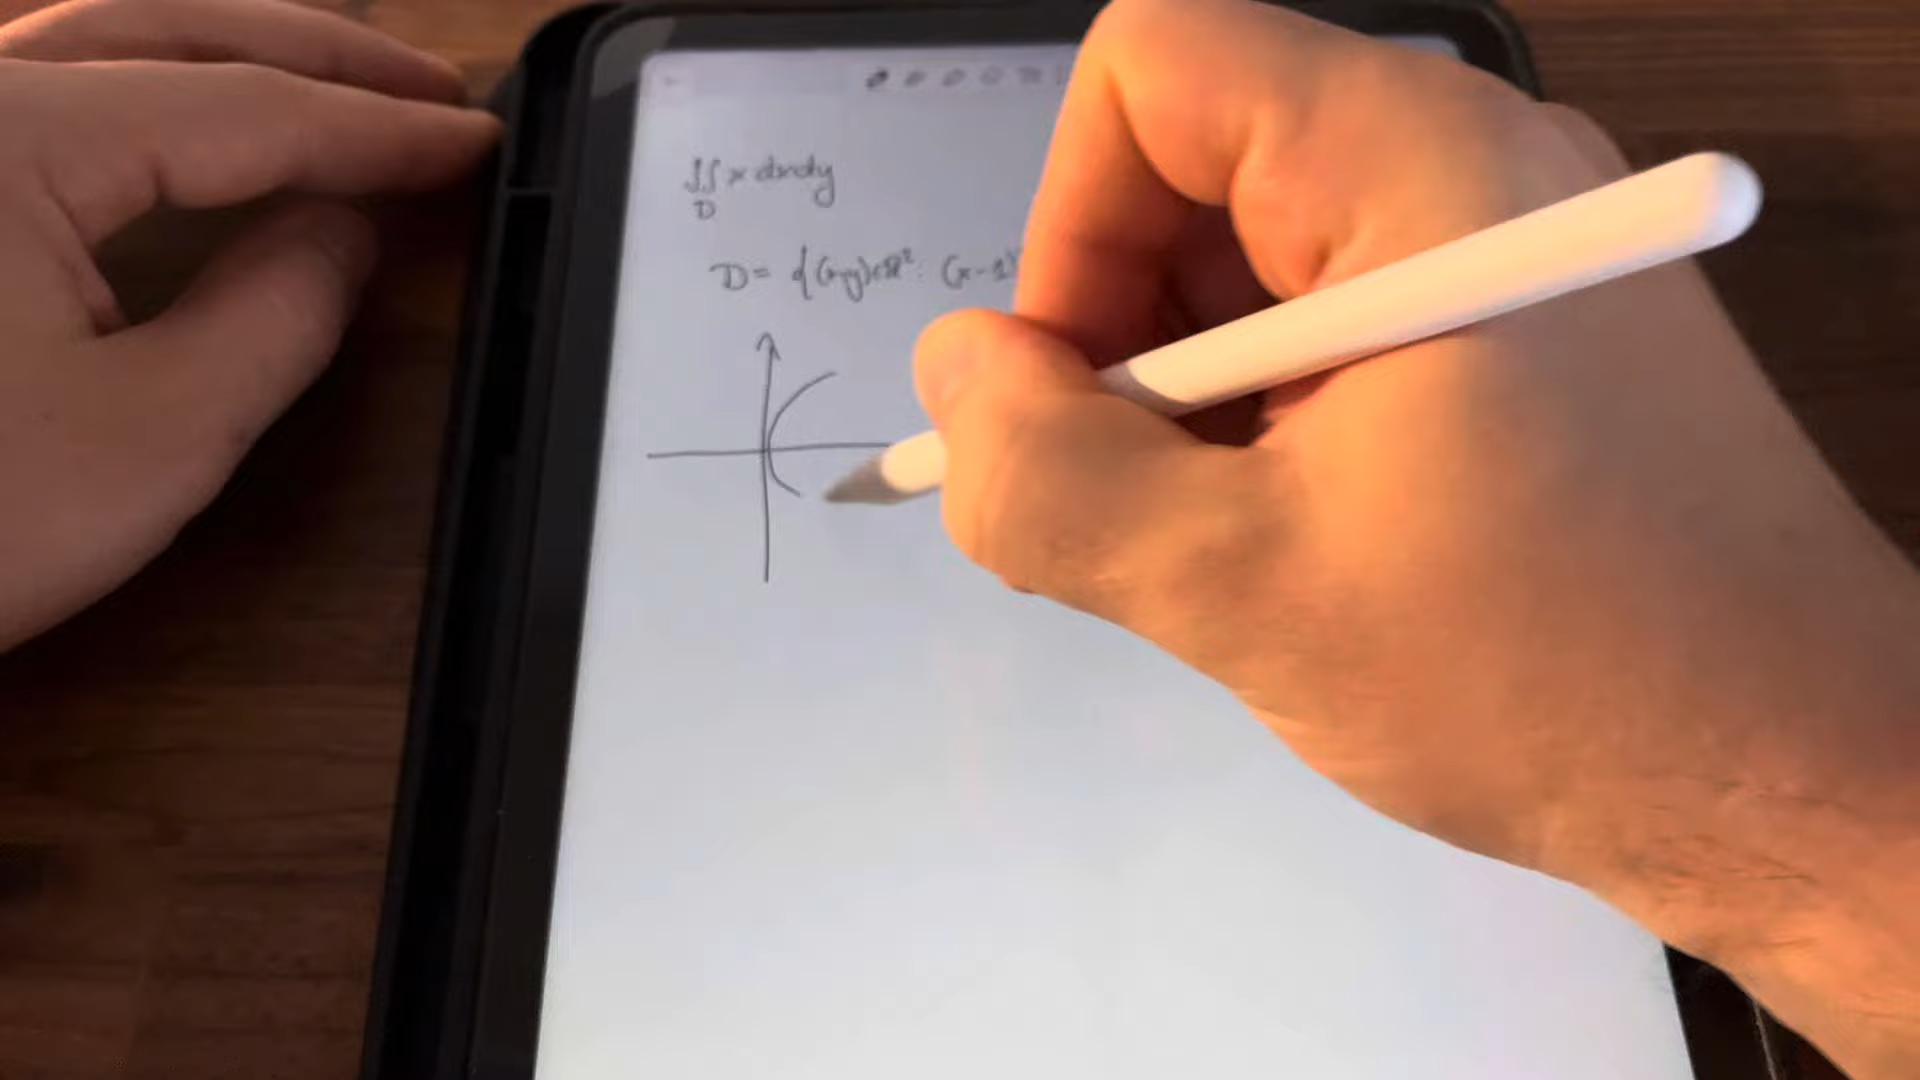 ∬ x dxdy
D
D = {(x,y)∈ℝ²: (x-1)